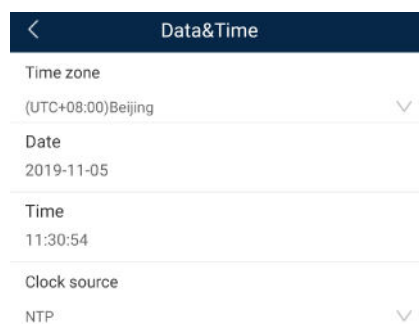 Data&Time
Time zone
(UTC+08:00)Beijing
Date
2019-11-05
Time
11:30:54
Clock source
NTP